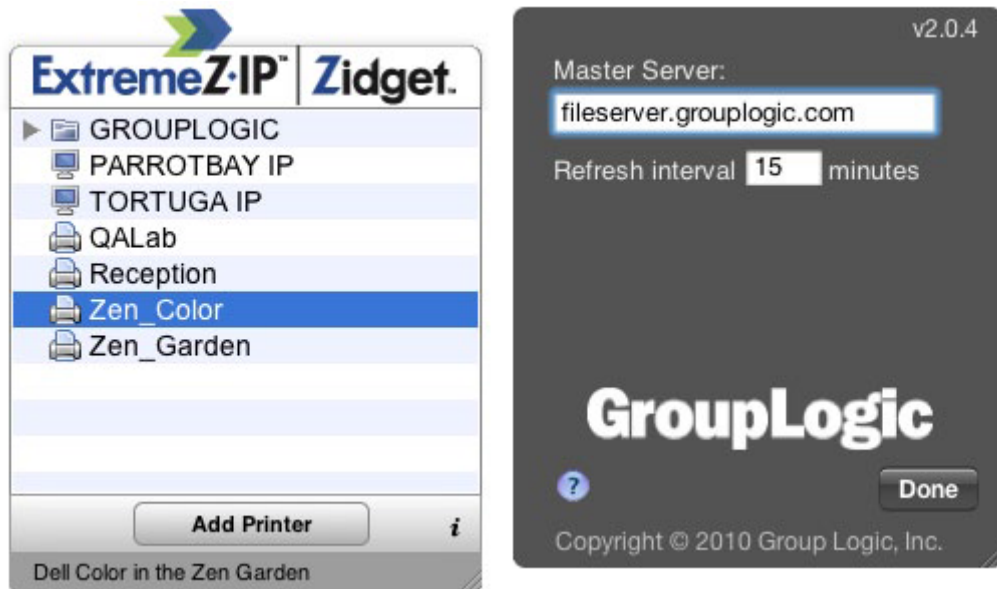 ExtremeZ·IP™ Zidget™
GROUPLOGIC
PARROTBAY IP
TORTUGA IP
QALab
Reception
Zen_Color
Zen_Garden
Add Printer
i
Dell Color in the Zen Garden
v2.0.4
Master Server:
fileserver.grouplogic.com
Refresh interval 15 minutes
GroupLogic
?
Done
Copyright © 2010 Group Logic, Inc.